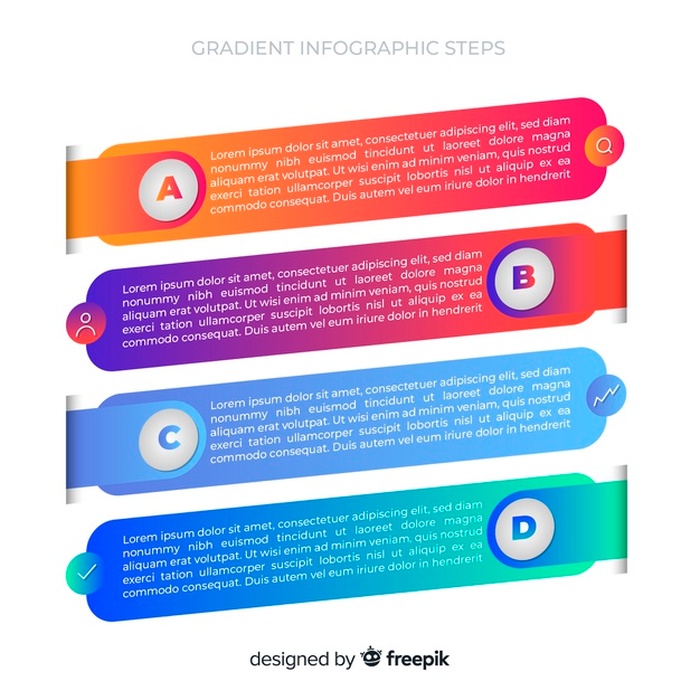 GRADIENT INFOGRAPHIC STEPS
A
Lorem ipsum dolor sit amet, consectetuer adipiscing elit, sed diam
nonummy nibh euismod tincidunt ut laoreet dolore magna
aliquam erat volutpat. Ut wisi enim ad minim veniam, quis nostrud
exerci tation ullamcorper suscipit lobortis nisl ut aliquip ex ea
commodo consequat. Duis autem vel eum iriure dolor in hendrerit
Lorem ipsum dolor sit amet, consectetuer adipiscing elit, sed diam
nonummy nibh euismod tincidunt ut laoreet dolore magna
aliquam erat volutpat. Ut wisi enim ad minim veniam, quis nostrud
exerci tation ullamcorper suscipit lobortis nisl ut aliquip ex ea
commodo consequat. Duis autem vel eum iriure dolor in hendrerit
B
C
Lorem ipsum dolor sit amet, consectetuer adipiscing elit, sed diam
nonummy nibh euismod tincidunt ut laoreet dolore magna
aliquam erat volutpat. Ut wisi enim ad minim veniam, quis nostrud
exerci tation ullamcorper suscipit lobortis nisl ut aliquip ex ea
commodo consequat. Duis autem vel eum iriure dolor in hendrerit
Lorem ipsum dolor sit amet, consectetuer adipiscing elit, sed diam
nonummy nibh euismod tincidunt ut laoreet dolore magna
aliquam erat volutpat. Ut wisi enim ad minim veniam, quis nostrud
exerci tation ullamcorper suscipit lobortis nisl ut aliquip ex ea
commodo consequat. Duis autem vel eum iriure dolor in hendrerit
D
designed by freepik